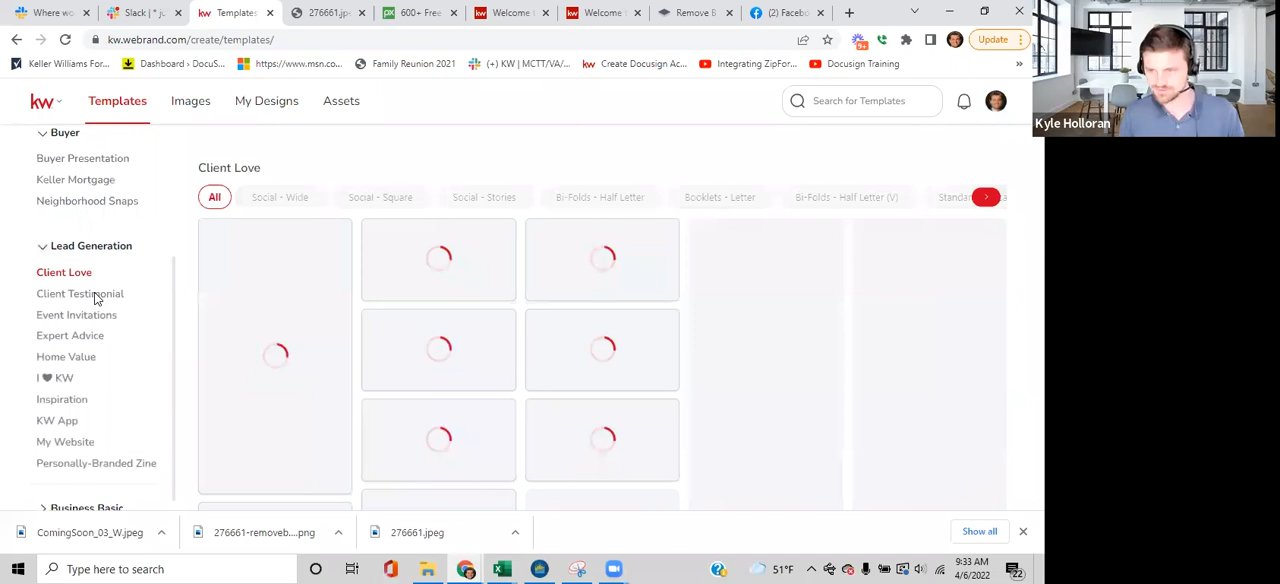 Where wo
Slack | * ju
Templates
276661.jp
600+ Free
Welcome t
Welcome
Remove B
(2) Facebo
kw.webrand.com/create/templates/
9+
Update
Keller Williams For...
Dashboard › DocuS...
https://www.msn.co...
Family Reunion 2021
(+) KW | MCTT/VA/...
Create Docusign Ac...
Integrating ZipFor...
Docusign Training
»
kw
Templates
Images
My Designs
Assets
Search for Templates
Kyle Holloran
Buyer
Buyer Presentation
Keller Mortgage
Neighborhood Snaps
Lead Generation
Client Love
Client Testimonial
Event Invitations
Expert Advice
Home Value
I ♥ KW
Inspiration
KW App
My Website
Personally-Branded Zine
Business Basic
Client Love
All
Social - Wide
Social - Square
Social - Stories
Bi-Folds - Half Letter
Booklets - Letter
Bi-Folds - Half Letter (V)
ComingSoon_03_W.jpeg
276661-removeb....png
276661.jpeg
Show all
Type here to search
51°F
9:33 AM
4/6/2022
22